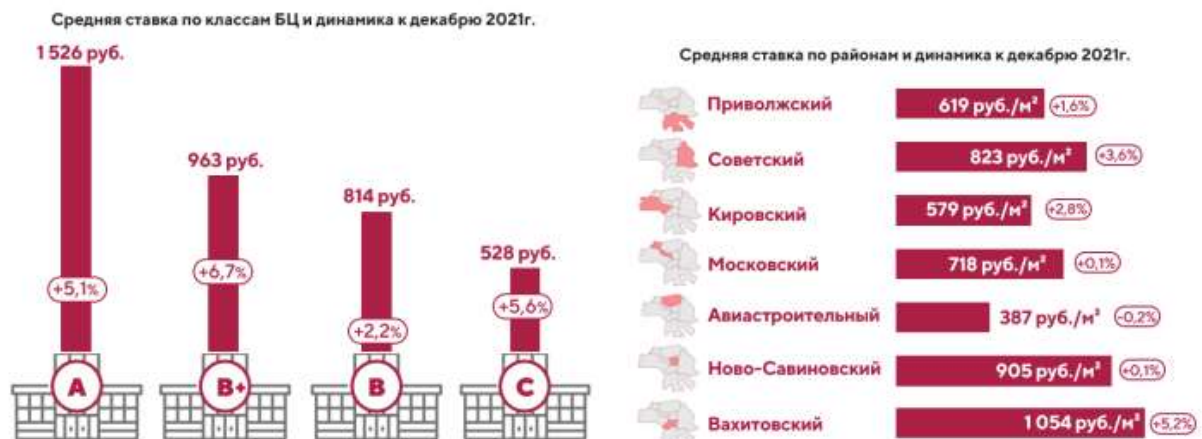 Средняя ставка по классам БЦ и динамика к декабрю 2021г.
1 526 руб.
963 руб.
814 руб.
528 руб.
+5,1%
+6,7%
+2,2%
+5,6%
A
B+
B
C
Средняя ставка по районам и динамика к декабрю 2021г.
Приволжский 619 руб./м² +1,6%
Советский 823 руб./м² +3,6%
Кировский 579 руб./м² +2,8%
Московский 718 руб./м² +0,1%
Авиастроительный 387 руб./м² -0,2%
Ново-Савиновский 905 руб./м² +0,1%
Вахитовский 1 054 руб./м² +5,2%